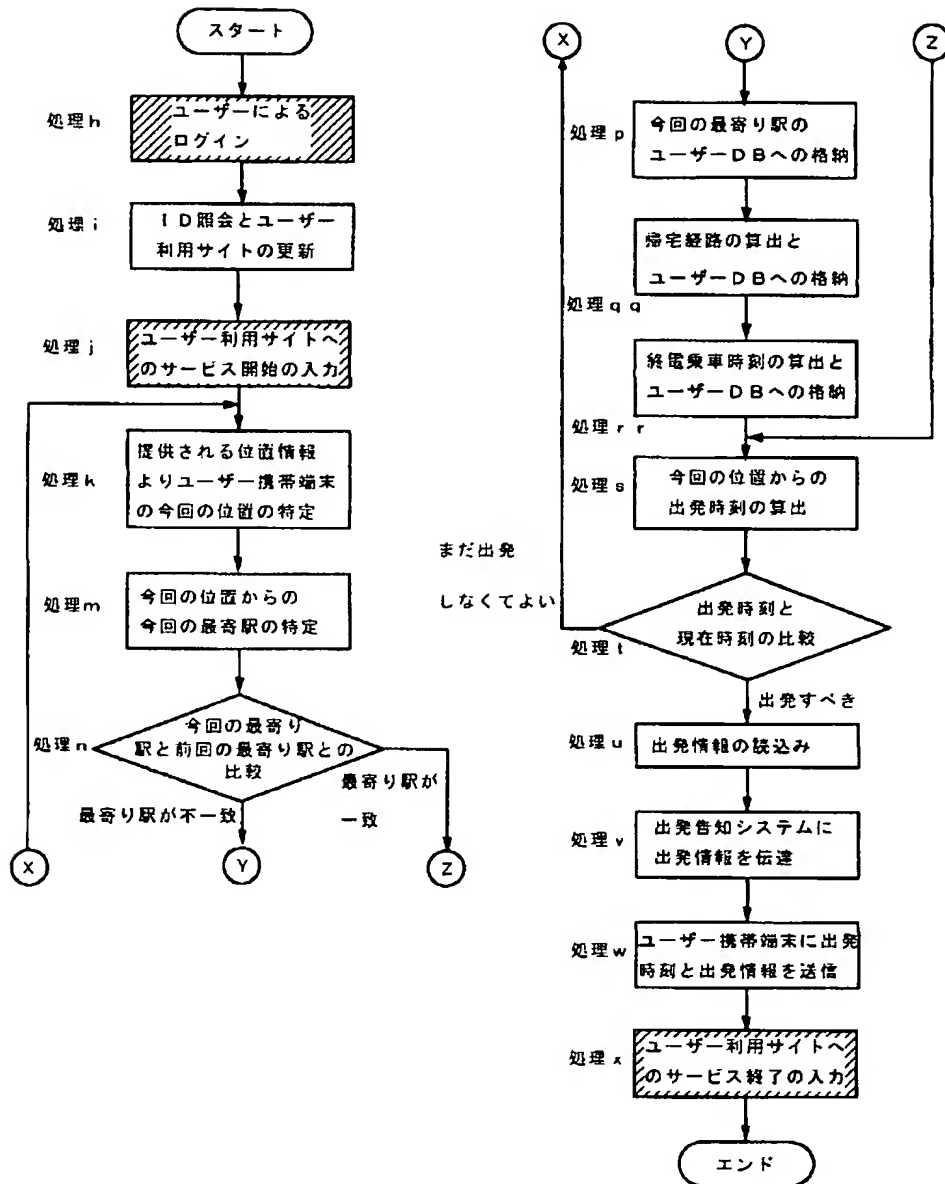 スタート
処理h
ユーザーによる
ログイン
処理i
ID照会とユーザー
利用サイトの更新
処理j
ユーザー利用サイトへ
のサービス開始の入力
処理k
提供される位置情報
よりユーザー携帯端末
の今回の位置の特定
処理m
今回の位置からの
今回の最寄駅の特定
処理n
今回の最寄り
駅と前回の最寄り駅との
比較
最寄り駅が不一致
最寄り駅が
一致
X
Y
Z
X
Y
Z
処理p
今回の最寄り駅の
ユーザーDBへの格納
帰宅経路の算出と
ユーザーDBへの格納
処理qq
終電乗車時刻の算出と
ユーザーDBへの格納
処理rr
処理s
今回の位置からの
出発時刻の算出
まだ出発
しなくてよい
出発時刻と
現在時刻の比較
処理t
出発すべき
処理u
出発情報の読込み
処理v
出発告知システムに
出発情報を伝達
処理w
ユーザー携帯端末に出発
時刻と出発情報を送信
処理x
ユーザー利用サイトへ
のサービス終了の入力
エンド